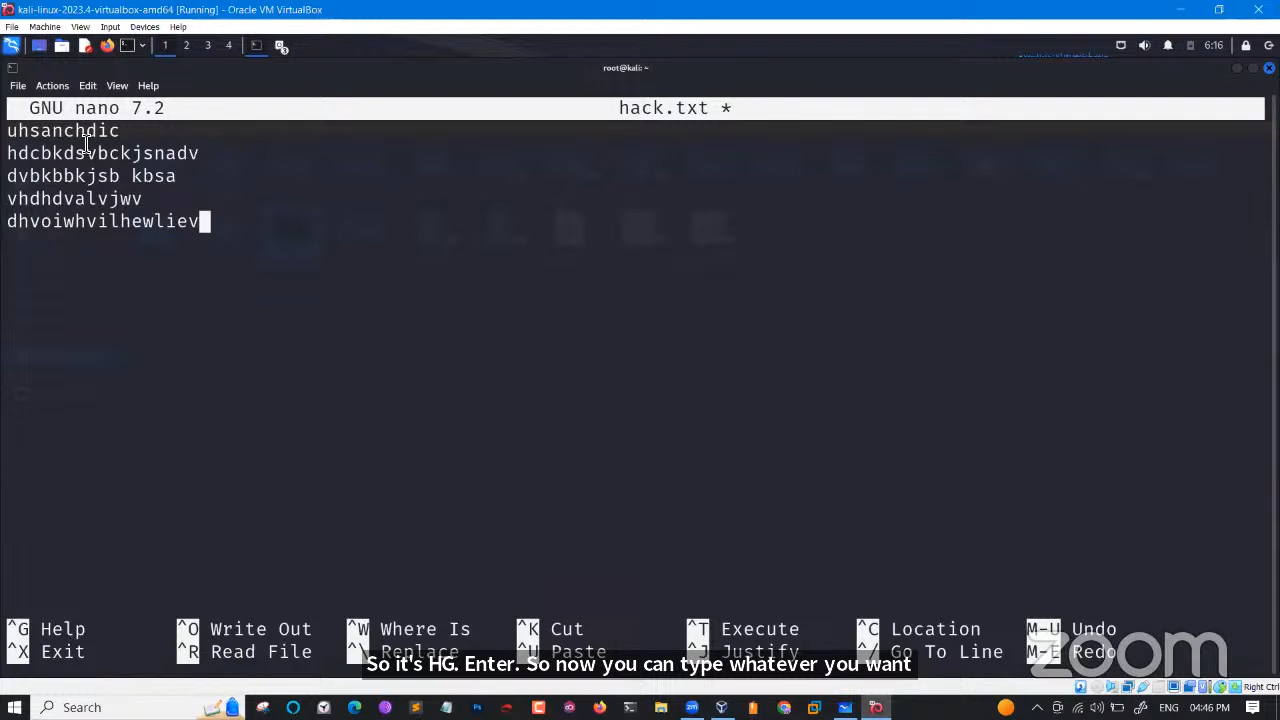 kali-linux-2023.4-virtualbox-amd64 [Running] - Oracle VM VirtualBox
File Machine View Input Devices Help
1 2 3 4 6:16
root@kali: ~
File Actions Edit View Help
GNU nano 7.2 hack.txt *
uhsanchdic
hdcbkdsvbckjsnadv
dvbkbbkjsb kbsa
vhdhdvalvjwv
dhvoiwhvilhewliev
^G Help ^O Write Out ^W Where Is ^K Cut ^T Execute ^C Location M-U Undo
^X Exit ^R Read File ^\ Replace ^U Paste ^J Justify ^/ Go To Line M-E Redo
So it's HG. Enter. So now you can type whatever you want
zoom
Right Ctrl
Search ENG 04:46 PM